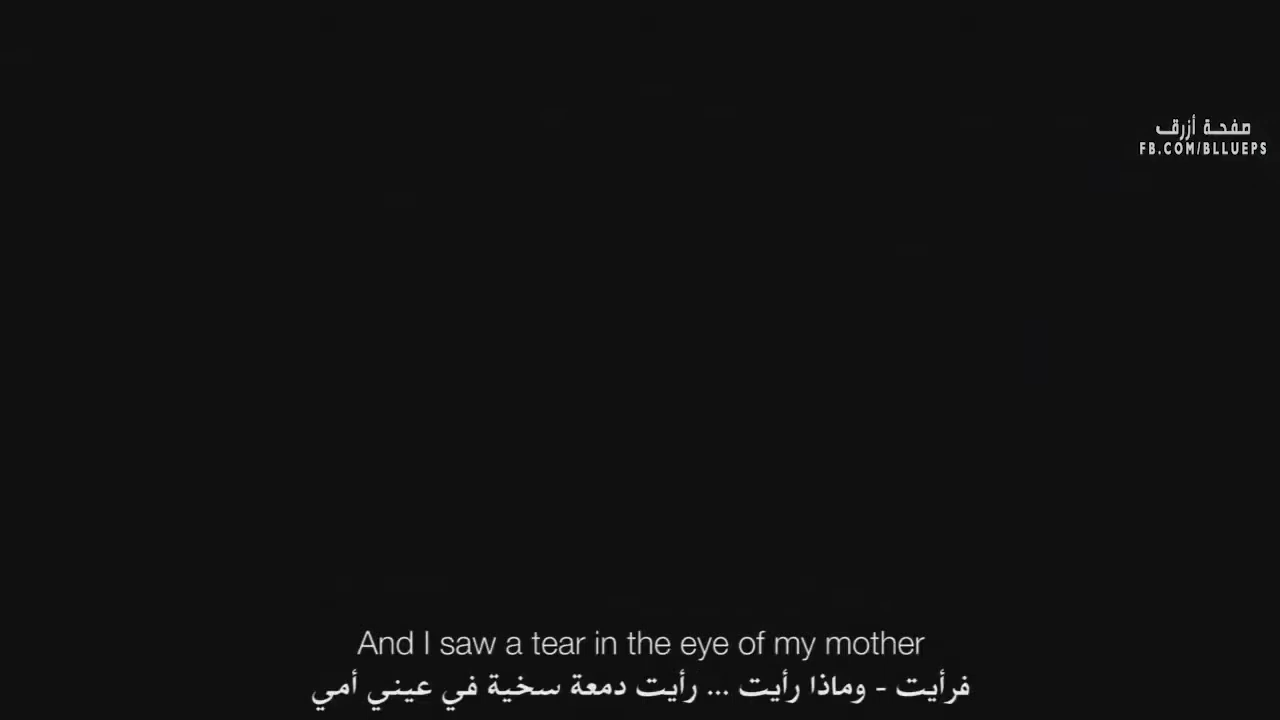 صفحة أزرق
FB.COM/BLLUEPS
And I saw a tear in the eye of my mother
فرأيت - وماذا رأيت ... رأيت دمعة سخية في عيني أمي